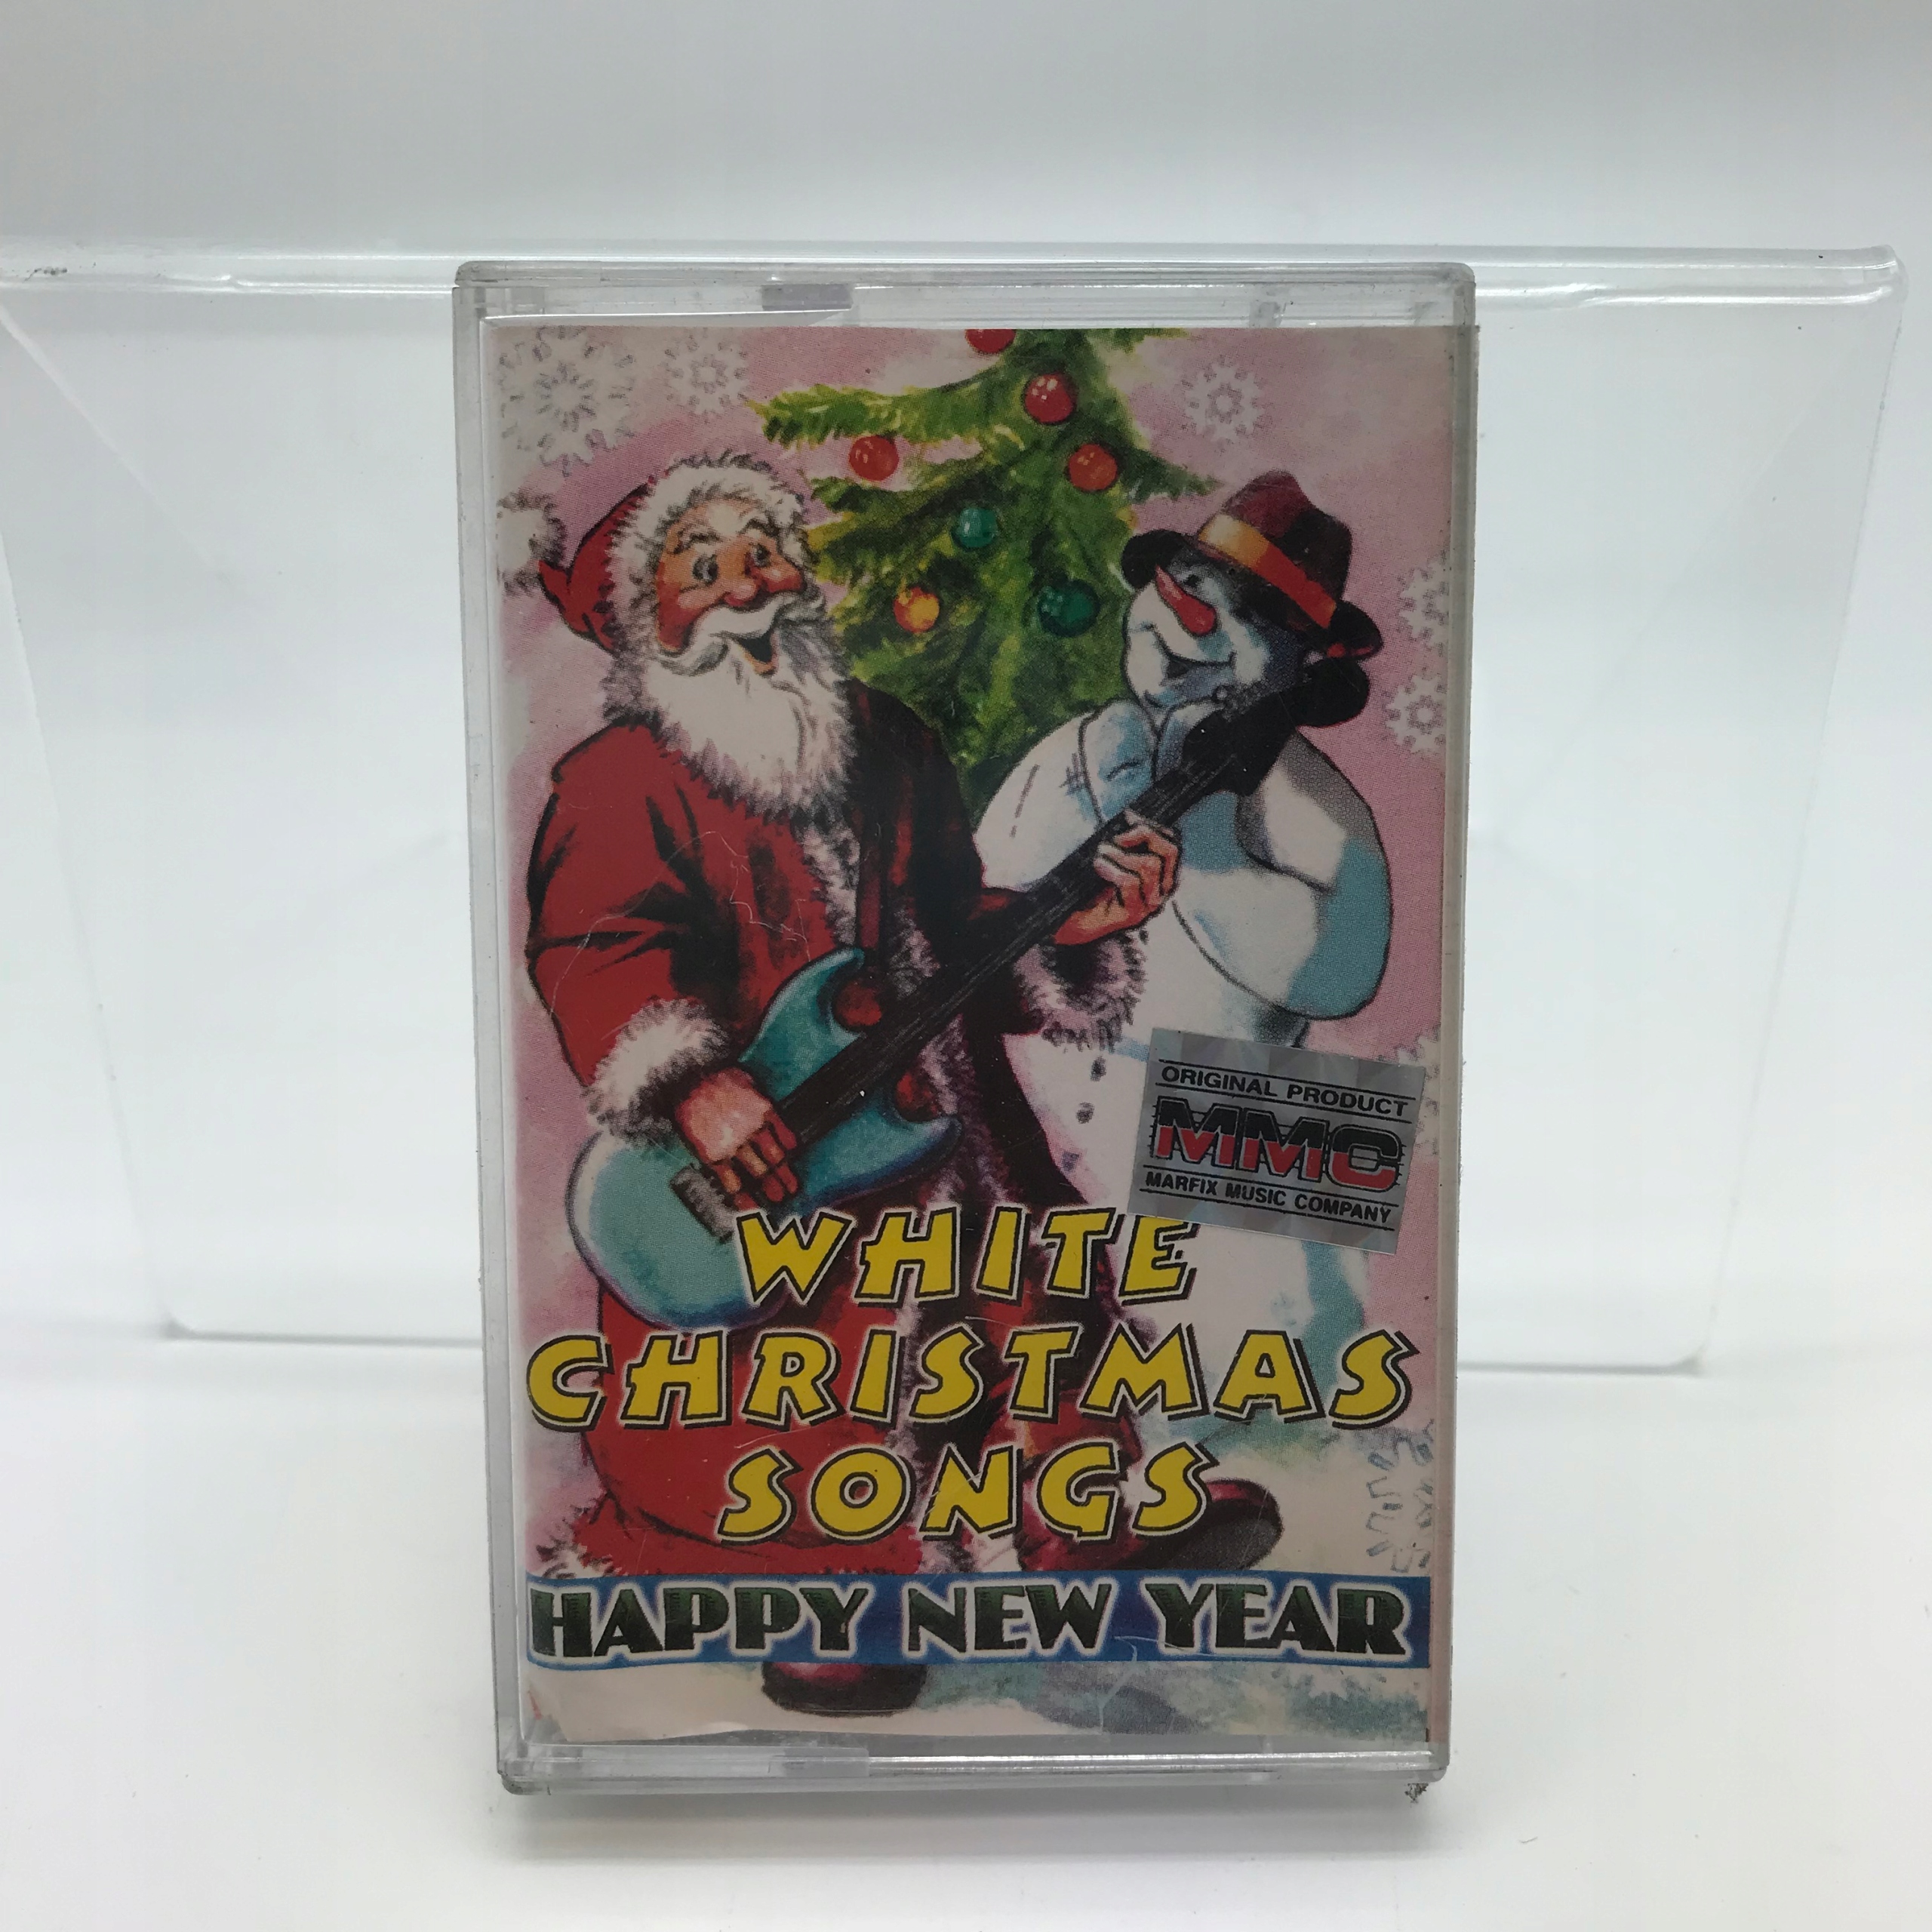 ORIGINAL PRODUCT
MMC
MARFIX MUSIC COMPANY
WHITE
CHRISTMAS
SONGS
HAPPY NEW YEAR